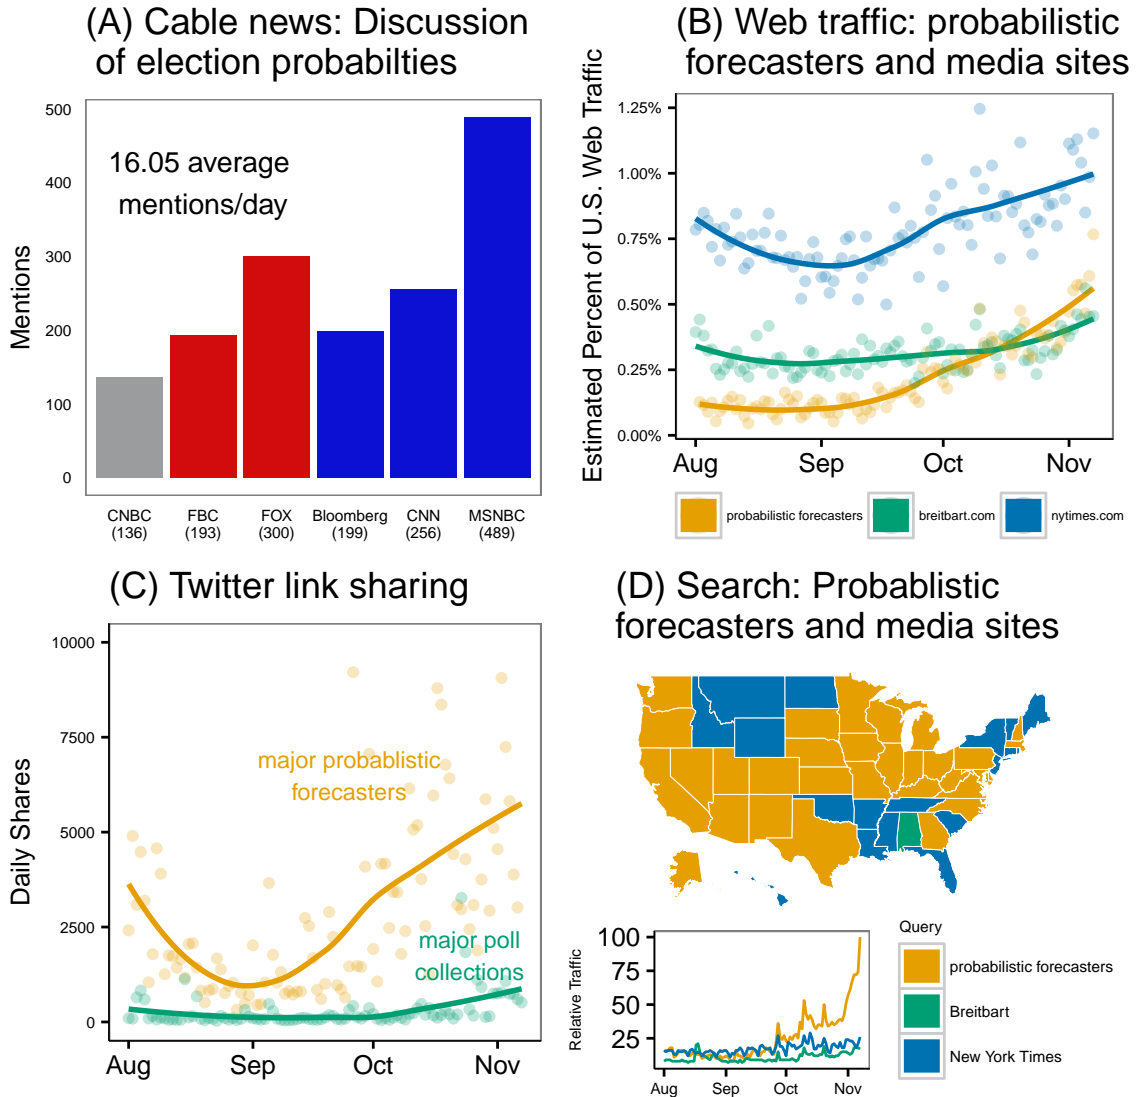 (A) Cable news: Discussion
of election probabilties
Mentions
500
400
300
200
100
0
16.05 average
mentions/day
CNBC
(136)
FBC
(193)
FOX
(300)
Bloomberg
(199)
CNN
(256)
MSNBC
(489)
(B) Web traffic: probabilistic
forecasters and media sites
Estimated Percent of U.S. Web Traffic
1.25%
1.00%
0.75%
0.50%
0.25%
0.00%
Aug Sep Oct Nov
probabilistic forecasters breitbart.com nytimes.com
(C) Twitter link sharing
Daily Shares
10000
7500
5000
2500
0
major probablistic
forecasters
major poll
collections
Aug Sep Oct Nov
(D) Search: Probablistic
forecasters and media sites
Relative Traffic
100
75
50
25
Aug Sep Oct Nov
Query
probabilistic forecasters
Breitbart
New York Times